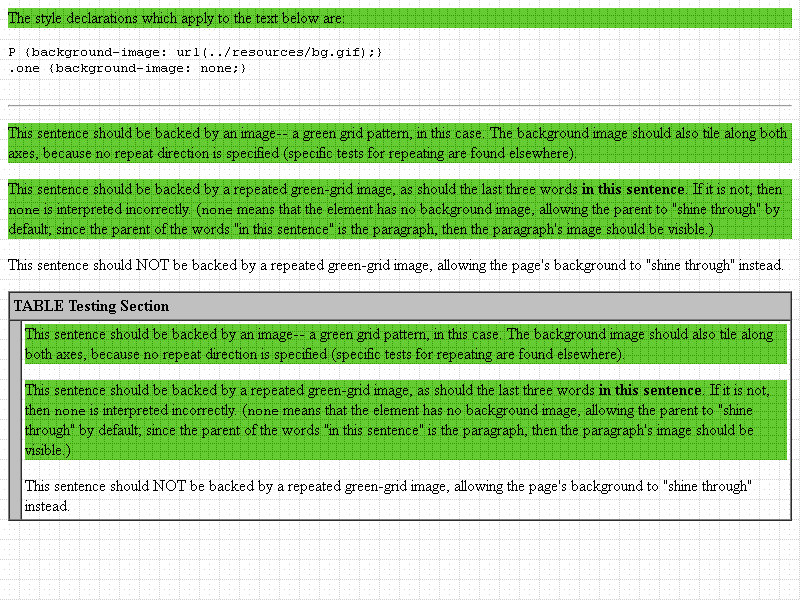 The style declarations which apply to the text below are:
P {background-image: url(../resources/bg.gif);}
.one {background-image: none;}
This sentence should be backed by an image-- a green grid pattern, in this case. The background image should also tile along both
axes, because no repeat direction is specified (specific tests for repeating are found elsewhere).
This sentence should be backed by a repeated green-grid image, as should the last three words in this sentence. If it is not, then
none is interpreted incorrectly. (none means that the element has no background image, allowing the parent to "shine through" by
default; since the parent of the words "in this sentence" is the paragraph, then the paragraph's image should be visible.)
This sentence should NOT be backed by a repeated green-grid image, allowing the page's background to "shine through" instead.
TABLE Testing Section
This sentence should be backed by an image-- a green grid pattern, in this case. The background image should also tile along
both axes, because no repeat direction is specified (specific tests for repeating are found elsewhere).
This sentence should be backed by a repeated green-grid image, as should the last three words in this sentence. If it is not,
then none is interpreted incorrectly. (none means that the element has no background image, allowing the parent to "shine
through" by default; since the parent of the words "in this sentence" is the paragraph, then the paragraph's image should be
visible.)
This sentence should NOT be backed by a repeated green-grid image, allowing the page's background to "shine through"
instead.